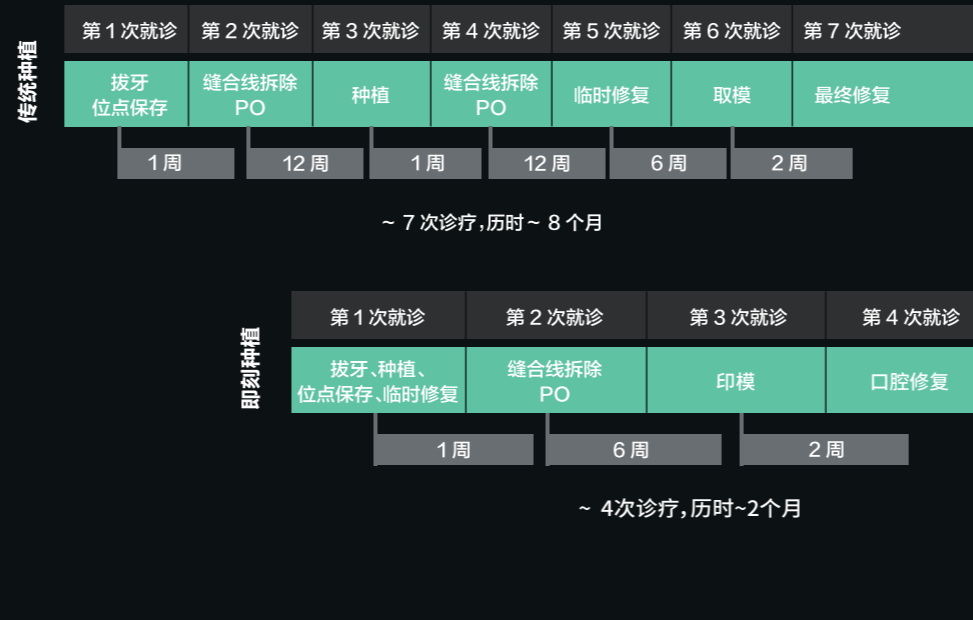 传统种植
第1次就诊 第2次就诊 第3次就诊 第4次就诊 第5次就诊 第6次就诊 第7次就诊
拔牙
位点保存
缝合线拆除
PO
种植
缝合线拆除
PO
临时修复
取模
最终修复
1周 12周 1周 12周 6周 2周
~ 7次诊疗,历时~ 8个月
即刻种植
第1次就诊 第2次就诊 第3次就诊 第4次就诊
拔牙、种植、
位点保存、临时修复
缝合线拆除
PO
印模
口腔修复
1周 6周 2周
~ 4次诊疗,历时~2个月